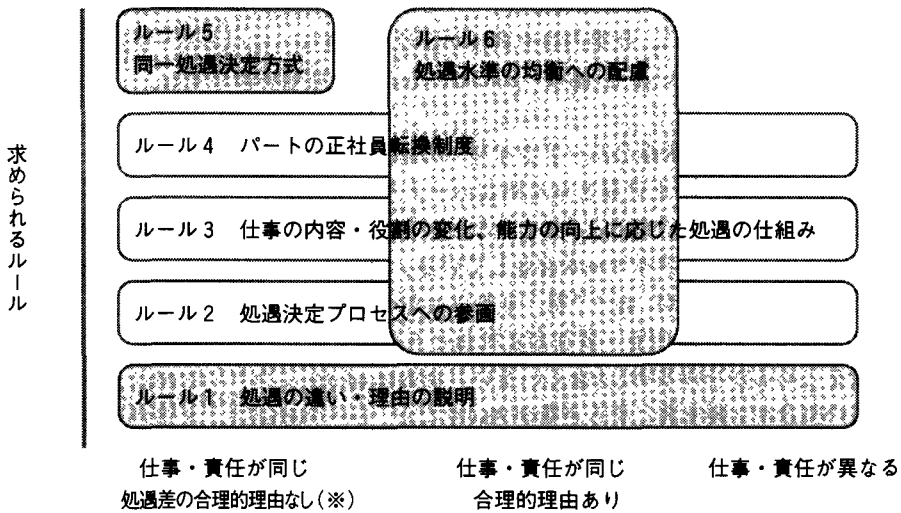 ルール5
同一処遇決定方式
ルール6
処遇水準の均衡への配慮
ルール4 パートの正社員転換制度
ルール3 仕事の内容・役割の変化、能力の向上に応じた処遇の仕組み
ルール2 処遇決定プロセスへの参画
ルール1 処遇の違い・理由の説明
求められるルール
仕事・責任が同じ
処遇差の合理的理由なし(※)
仕事・責任が同じ
合理的理由あり
仕事・責任が異なる